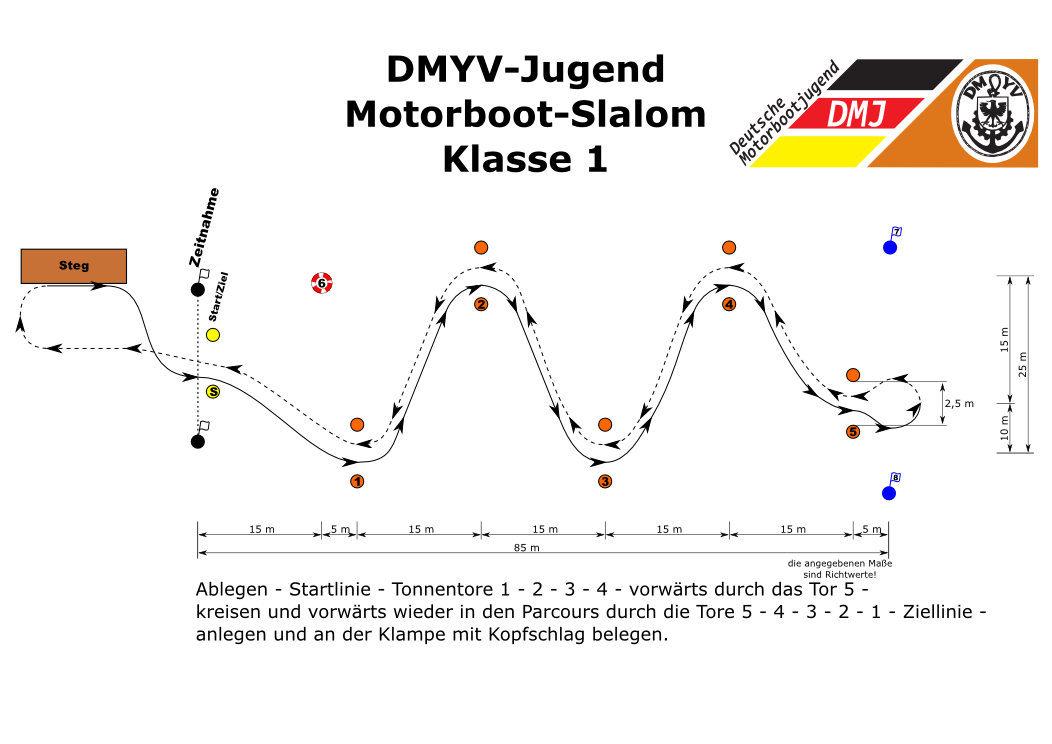 DMYV-Jugend
Motorboot-Slalom
Klasse 1
Deutsche
Motorbootjugend
DMJ
DMYV
Zeitnahme
Start/Ziel
Steg
6
7
2
4
S
5
1
3
8
15 m
25 m
2,5 m
10 m
15 m 5 m 15 m 15 m 15 m 15 m 5 m
85 m
die angegebenen Maße
sind Richtwerte!
Ablegen - Startlinie - Tonnentore 1 - 2 - 3 - 4 - vorwärts durch das Tor 5 -
kreisen und vorwärts wieder in den Parcours durch die Tore 5 - 4 - 3 - 2 - 1 - Ziellinie -
anlegen und an der Klampe mit Kopfschlag belegen.